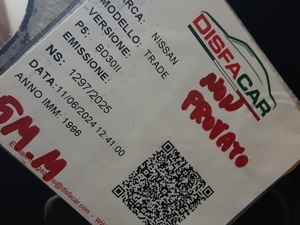 DISFACAR
MARCA: NISSAN
MODELLO: TRADE
VERSIONE:
PS: BD30II
EMISSIONE:
NS: 1297/2025
DATA: 11/06/2024 12:41:00
ANNO IMM: 1996
NON
PROVATO